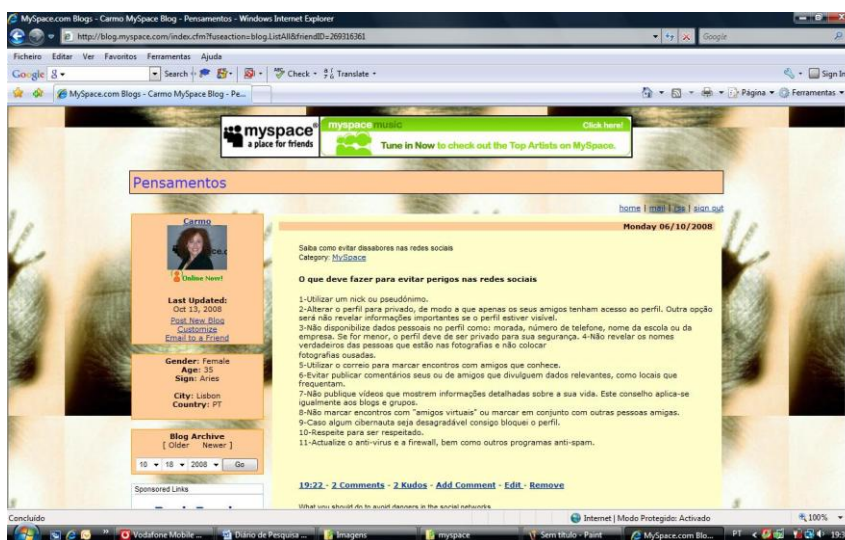 MySpace.com Blogs - Carmo MySpace Blog - Pensamentos - Windows Internet Explorer
http://blog.myspace.com/index.cfm?fuseaction=blog.ListAll&friendID=269316361
Google
Ficheiro Editar Ver Favoritos Ferramentas Ajuda
Google Search Check Translate Sign In
MySpace.com Blogs - Carmo MySpace Blog - Pe... Página Ferramentas
myspace
a place for friends
myspace music Click here!
Tune in Now to check out the Top Artists on MySpace.
Pensamentos
home | mail | rss | sign out
Carmo
Online Now!
Last Updated:
Oct 13, 2008
Post New Blog
Customize
Email to a Friend
Gender: Female
Age: 35
Sign: Aries
City: Lisbon
Country: PT
Blog Archive
[ Older Newer ]
10 18 2008 Go
Sponsored Links
Monday 06/10/2008
Saiba como evitar dissabores nas redes sociais
Category: MySpace
O que deve fazer para evitar perigos nas redes sociais
1-Utilizar um nick ou pseudónimo.
2-Alterar o perfil para privado, de modo a que apenas os seus amigos tenham acesso ao perfil. Outra opção
será não revelar informações importantes se o perfil estiver visível.
3-Não disponibilize dados pessoais no perfil como: morada, número de telefone, nome da escola ou da
empresa. Se for menor, o perfil deve de ser privado para sua segurança. 4-Não revelar os nomes
verdadeiros das pessoas que estão nas fotografias e não colocar
fotografias ousadas.
5-Utilizar o correio para marcar encontros com amigos que conhece.
6-Evitar publicar comentários seus ou de amigos que divulguem dados relevantes, como locais que
frequentam.
7-Não publique vídeos que mostrem informações detalhadas sobre a sua vida. Este conselho aplica-se
igualmente aos blogs e grupos.
8-Não marcar encontros com "amigos virtuais" ou marcar em conjunto com outras pessoas amigas.
9-Caso algum cibernauta seja desagradável consigo bloqueie o perfil.
10-Respeite para ser respeitado.
11-Actualize o anti-virus e a firewall, bem como outros programas anti-spam.
19:22 - 2 Comments - 2 Kudos - Add Comment - Edit - Remove
What you should do to avoid dangers in the social networks
Concluído Internet | Modo Protegido: Activado 100%
Vodafone Mobile ... Diário de Pesquisa ... Imagens myspace Sem título - Paint MySpace.com Blo... PT